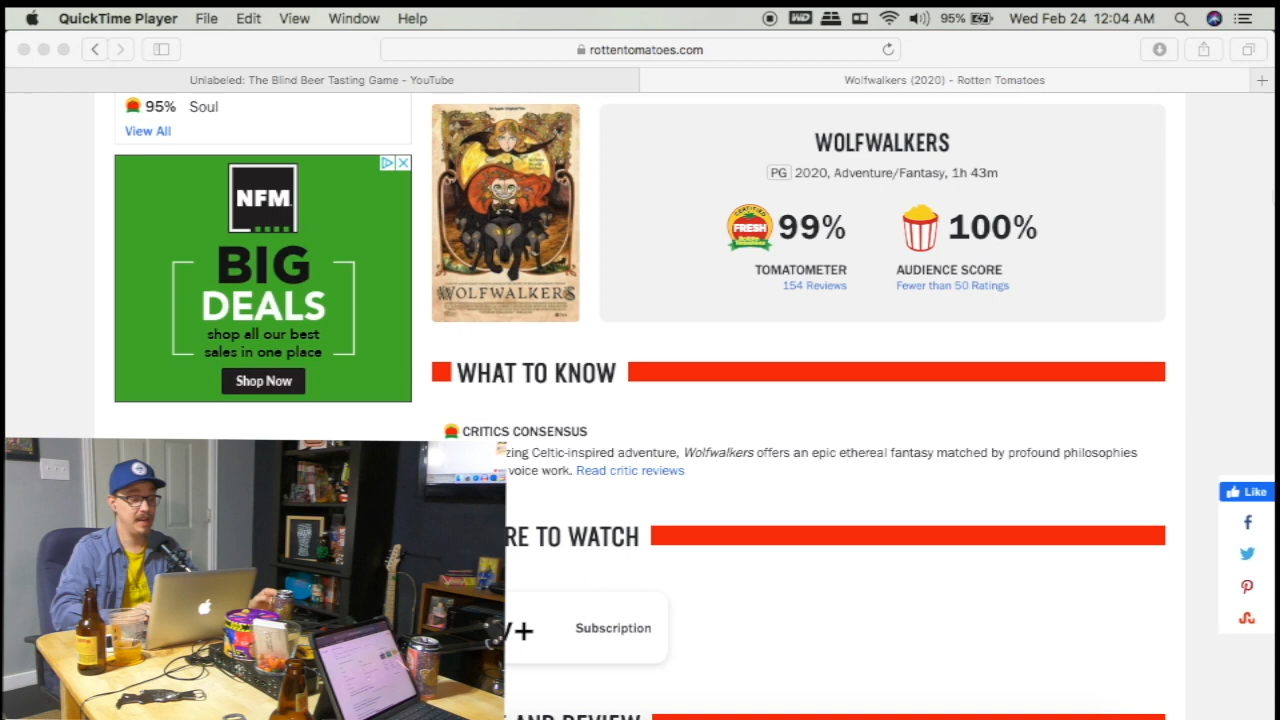 QuickTime Player File Edit View Window Help
95% Wed Feb 24 12:04 AM
rottentomatoes.com
Unlabeled: The Blind Beer Tasting Game - YouTube
Wolfwalkers (2020) - Rotten Tomatoes
95% Soul
View All
NFM
BIG
DEALS
shop all our best
sales in one place
Shop Now
WOLFWALKERS
WOLFWALKERS
PG 2020, Adventure/Fantasy, 1h 43m
CERTIFIED
FRESH
99%
100%
TOMATOMETER
AUDIENCE SCORE
154 Reviews
Fewer than 50 Ratings
WHAT TO KNOW
CRITICS CONSENSUS
zing Celtic-inspired adventure, Wolfwalkers offers an epic ethereal fantasy matched by profound philosophies
voice work. Read critic reviews
RE TO WATCH
Subscription
AND REVIEW
Like